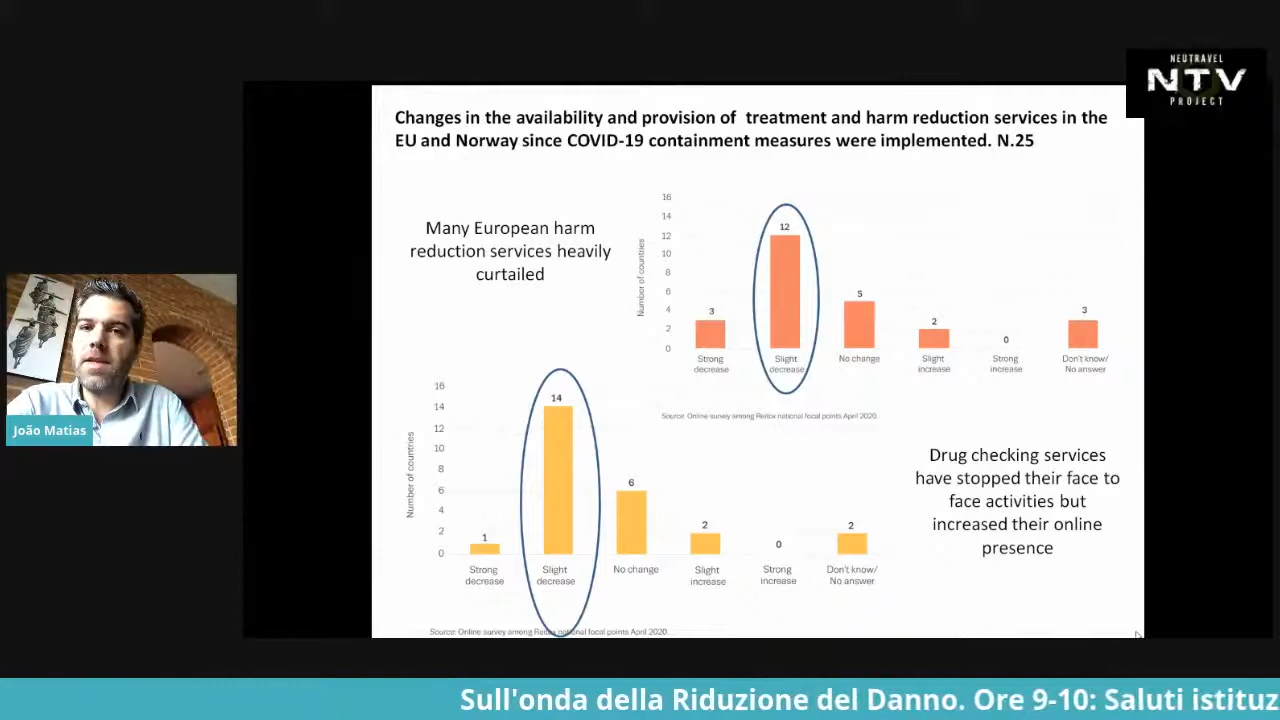 NEUTRAVEL
NTV
PROJECT
Changes in the availability and provision of treatment and harm reduction services in the
EU and Norway since COVID-19 containment measures were implemented. N.25
Many European harm
reduction services heavily
curtailed
Number of countries
16
14
12
10
8
6
4
2
0
3
12
5
2
0
3
Strong
decrease
Slight
decrease
No change
Slight
increase
Strong
increase
Don't know/
No answer
Source: Online survey among Reitox national focal points April 2020.
João Matias
Number of countries
16
14
12
10
8
6
4
2
0
1
14
6
2
0
2
Strong
decrease
Slight
decrease
No change
Slight
increase
Strong
increase
Don't know/
No answer
Source: Online survey among Reitox national focal points April 2020.
Drug checking services
have stopped their face to
face activities but
increased their online
presence
Sull'onda della Riduzione del Danno. Ore 9-10: Saluti istituz